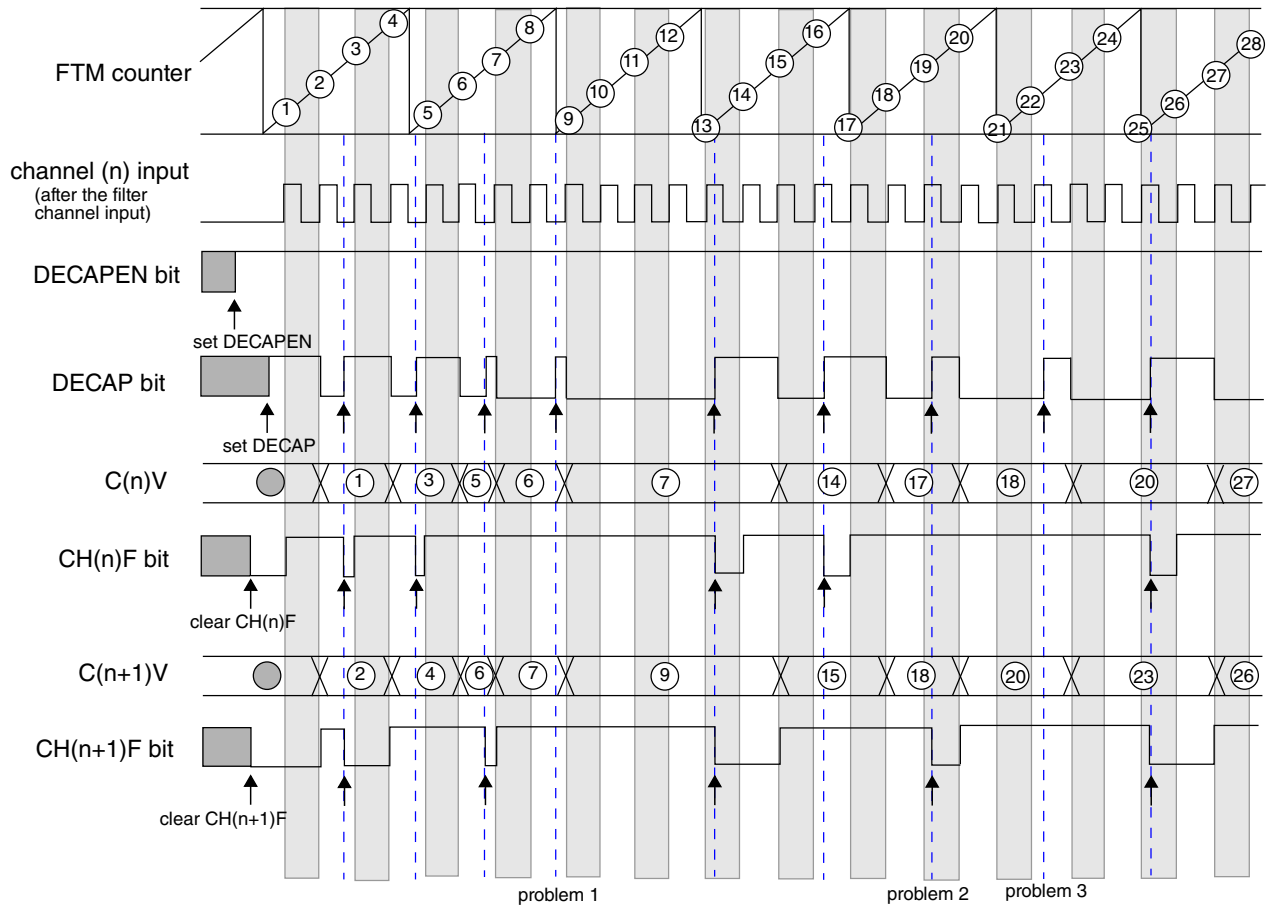 FTM counter
1 2 3 4 5 6 7 8 9 10 11 12 13 14 15 16 17 18 19 20 21 22 23 24 25 26 27 28
channel (n) input
(after the filter
channel input)
DECAPEN bit
set DECAPEN
DECAP bit
set DECAP
C(n)V
1 3 5 6 7 14 17 18 20 27
CH(n)F bit
clear CH(n)F
C(n+1)V
2 4 6 7 9 15 18 20 23 26
CH(n+1)F bit
clear CH(n+1)F
problem 1 problem 2 problem 3